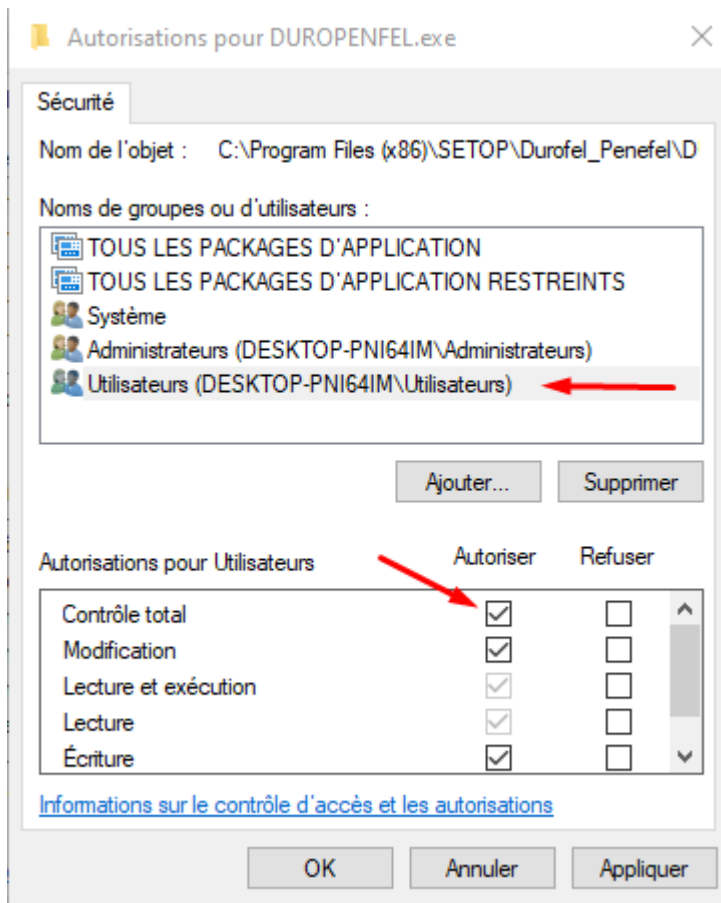 Autorisations pour DUROPENFEL.exe
Sécurité
Nom de l'objet : C:\Program Files (x86)\SETOP\Durofel_Penefel\D
Noms de groupes ou d'utilisateurs :
TOUS LES PACKAGES D'APPLICATION
TOUS LES PACKAGES D'APPLICATION RESTREINTS
Système
Administrateurs (DESKTOP-PNI64IM\Administrateurs)
Utilisateurs (DESKTOP-PNI64IM\Utilisateurs)
Ajouter... Supprimer
Autorisations pour Utilisateurs Autoriser Refuser
Contrôle total
Modification
Lecture et exécution
Lecture
Écriture
Informations sur le contrôle d'accès et les autorisations
OK Annuler Appliquer